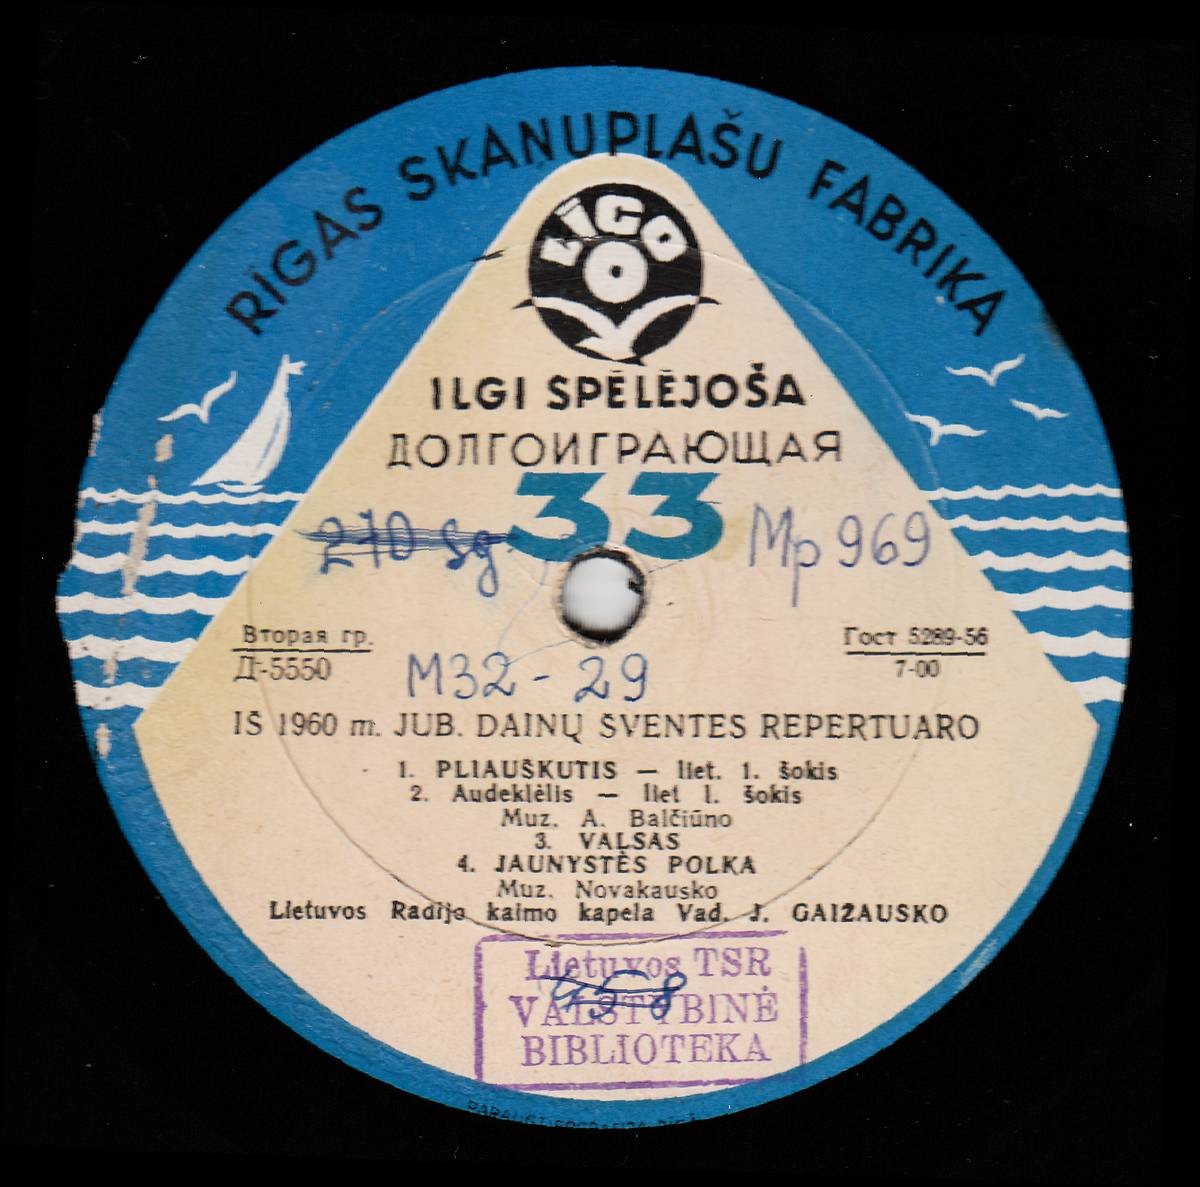 RIGAS SKAŅUPLAŠU FABRIKA
LĪGO
ILGI SPĒLĒJOŠA
ДОЛГОИГРАЮЩАЯ
33
270 sg
Mp 969
Вторая гр.
Д-5550
Гост 5289-56
7-00
M32 - 29
IŠ 1960 m. JUB. DAINŲ ŠVENTES REPERTUARO
1. PLIAUŠKUTIS — liet. l. šokis
2. Audeklėlis — liet l. šokis
Muz. A. Balčiūno
3. VALSAS
4. JAUNYSTĖS POLKA
Muz. Novakausko
Lietuvos Radijo kaimo kapela Vad. J. GAIŽAUSKO
Lietuvos TSR
458
VALSTYBINĖ
BIBLIOTEKA